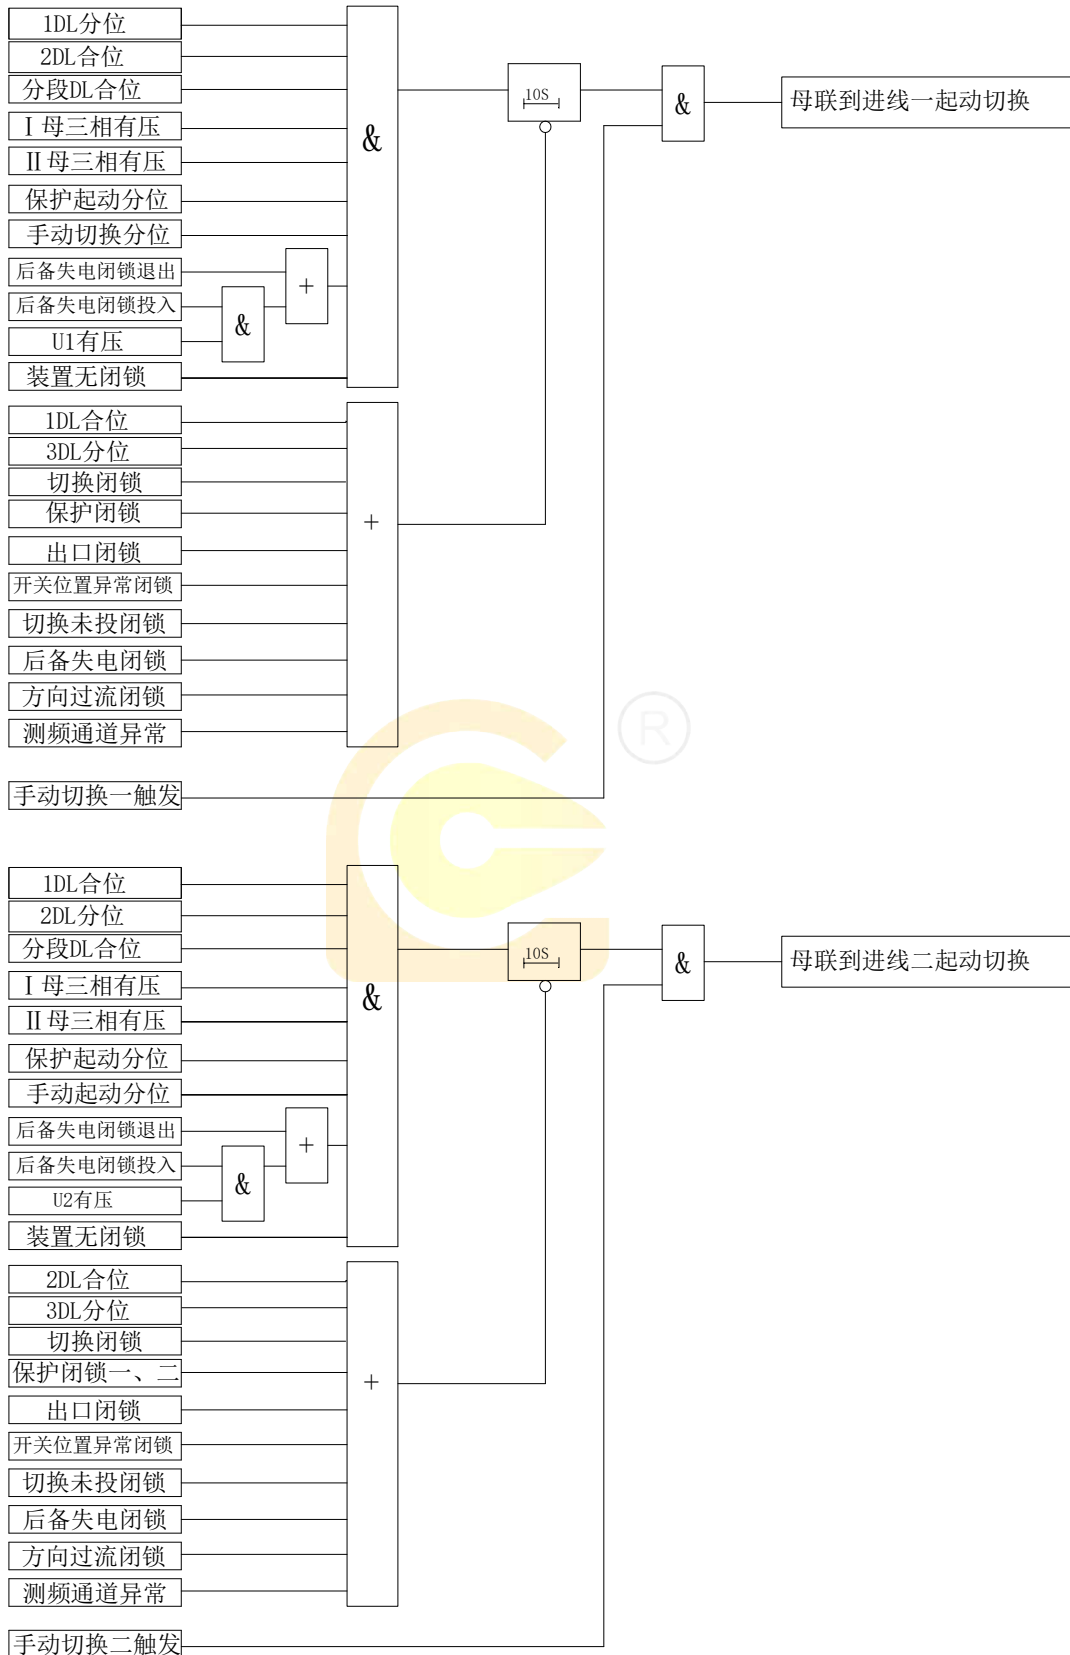 1DL分位
2DL合位
分段DL合位
Ⅰ母三相有压
Ⅱ母三相有压
保护起动分位
手动切换分位
后备失电闭锁退出
后备失电闭锁投入
U1有压
装置无闭锁
&
+
&
10S
&
母联到进线一起动切换
1DL合位
3DL分位
切换闭锁
保护闭锁
出口闭锁
开关位置异常闭锁
切换未投闭锁
后备失电闭锁
方向过流闭锁
测频通道异常
+
手动切换一触发
®
1DL合位
2DL分位
分段DL合位
Ⅰ母三相有压
Ⅱ母三相有压
保护起动分位
手动起动分位
后备失电闭锁退出
后备失电闭锁投入
U2有压
装置无闭锁
&
+
&
10S
&
母联到进线二起动切换
2DL合位
3DL分位
切换闭锁
保护闭锁一、二
出口闭锁
开关位置异常闭锁
切换未投闭锁
后备失电闭锁
方向过流闭锁
测频通道异常
+
手动切换二触发